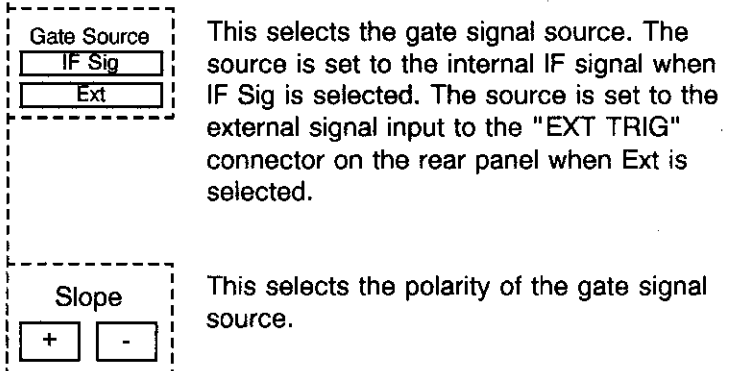 Gate Source
IF Sig
Ext
This selects the gate signal source. The
source is set to the internal IF signal when
IF Sig is selected. The source is set to the
external signal input to the "EXT TRIG"
connector on the rear panel when Ext is
selected.
Slope
+ -
This selects the polarity of the gate signal
source.